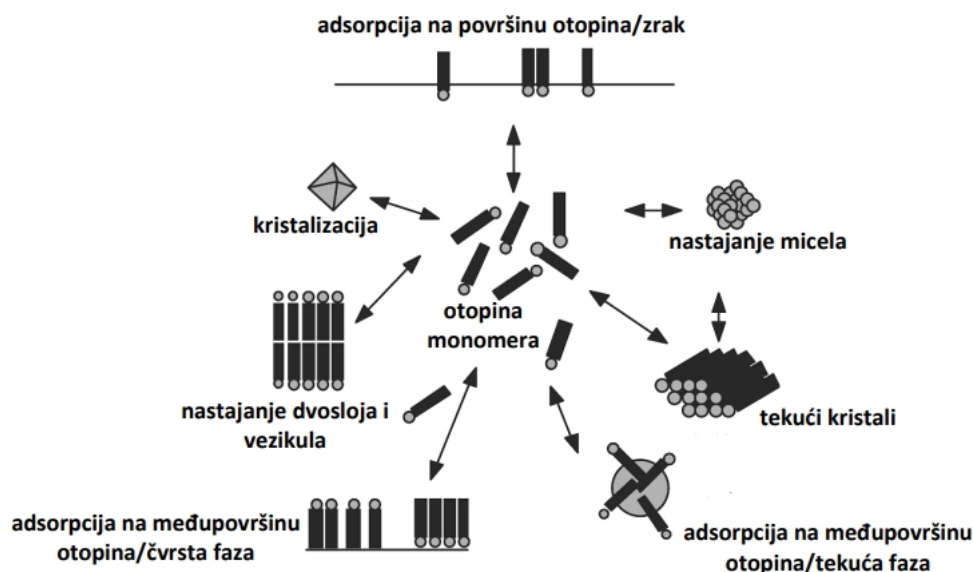 adsorpcija na površinu otopina/zrak
kristalizacija
nastajanje micela
otopina
monomera
nastajanje dvosloja i
vezikula
tekući kristali
adsorpcija na međupovršinu
otopina/čvrsta faza
adsorpcija na međupovršinu
otopina/tekuća faza